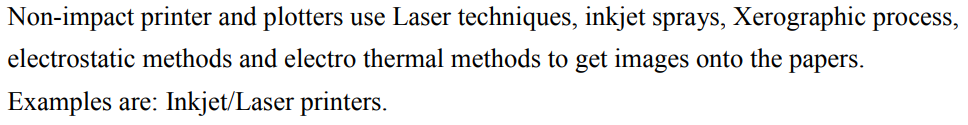 Non-impact printer and plotters use Laser techniques, inkjet sprays, Xerographic process,
electrostatic methods and electro thermal methods to get images onto the papers.
Examples are: Inkjet/Laser printers.